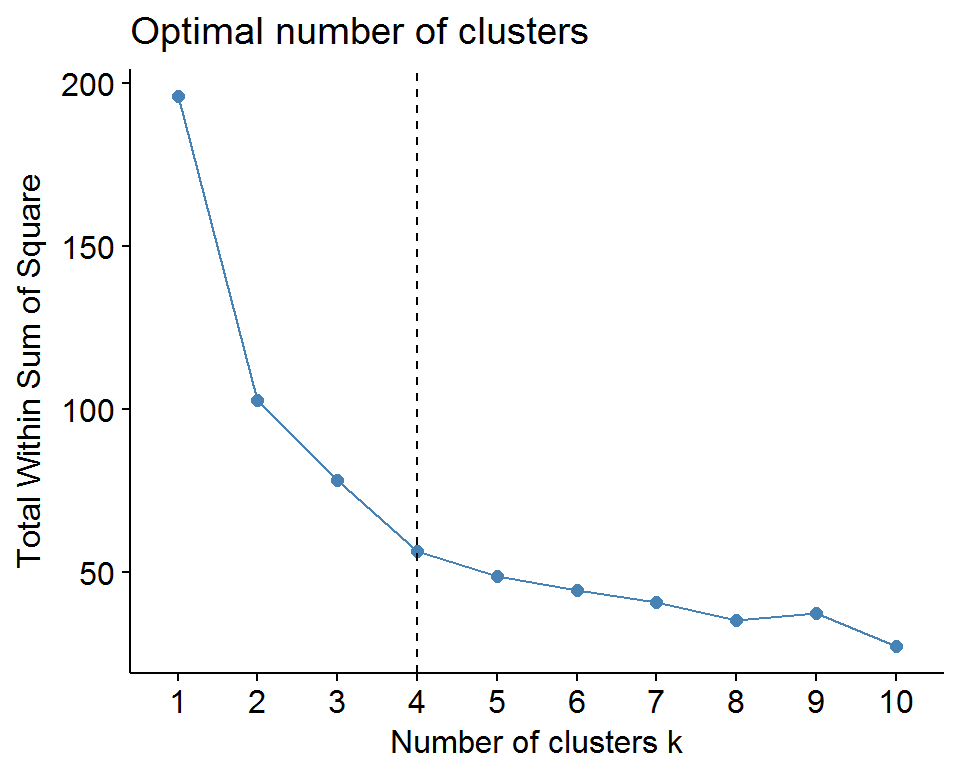 Optimal number of clusters
Total Within Sum of Square
200
150
100
50
1 2 3 4 5 6 7 8 9 10
Number of clusters k